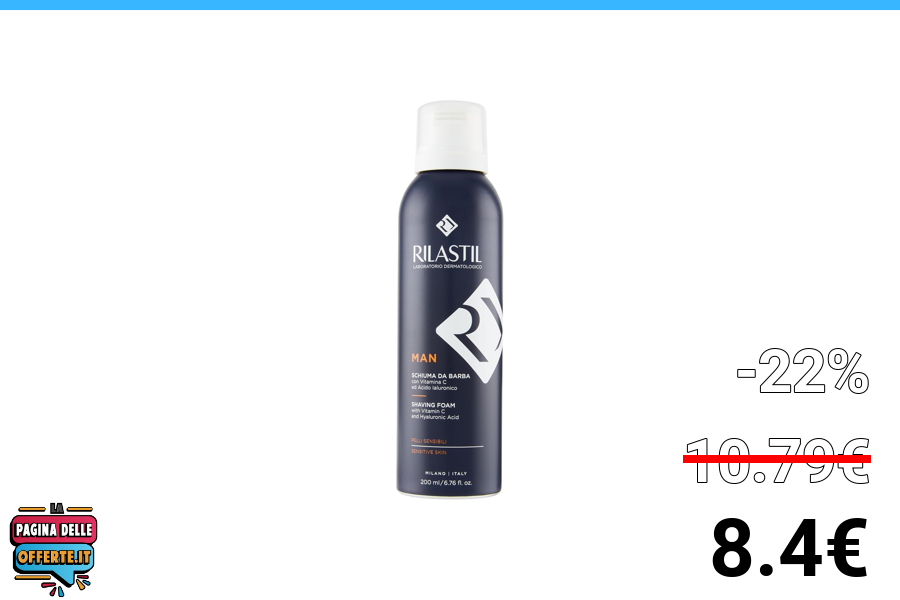 RILASTIL
LABORATORIO DERMATOLOGICO
MAN
SCHIUMA DA BARBA
con Vitamina C
ed Acido Ialuronico
SHAVING FOAM
with Vitamin C
and Hyaluronic Acid
PELLI SENSIBILI
SENSITIVE SKIN
MILANO | ITALY
200 ml/6.76 fl. oz.
-22%
10.79€
8.4€
LA
PAGINA DELLE
OFFERTE.IT